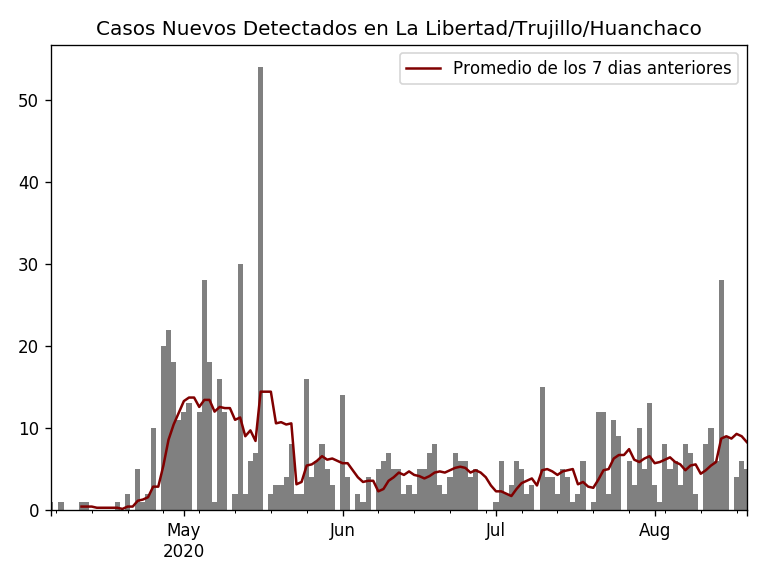 Casos Nuevos Detectados en La Libertad/Trujillo/Huanchaco
Promedio de los 7 dias anteriores
50
40
30
20
10
0
May
2020
Jun
Jul
Aug